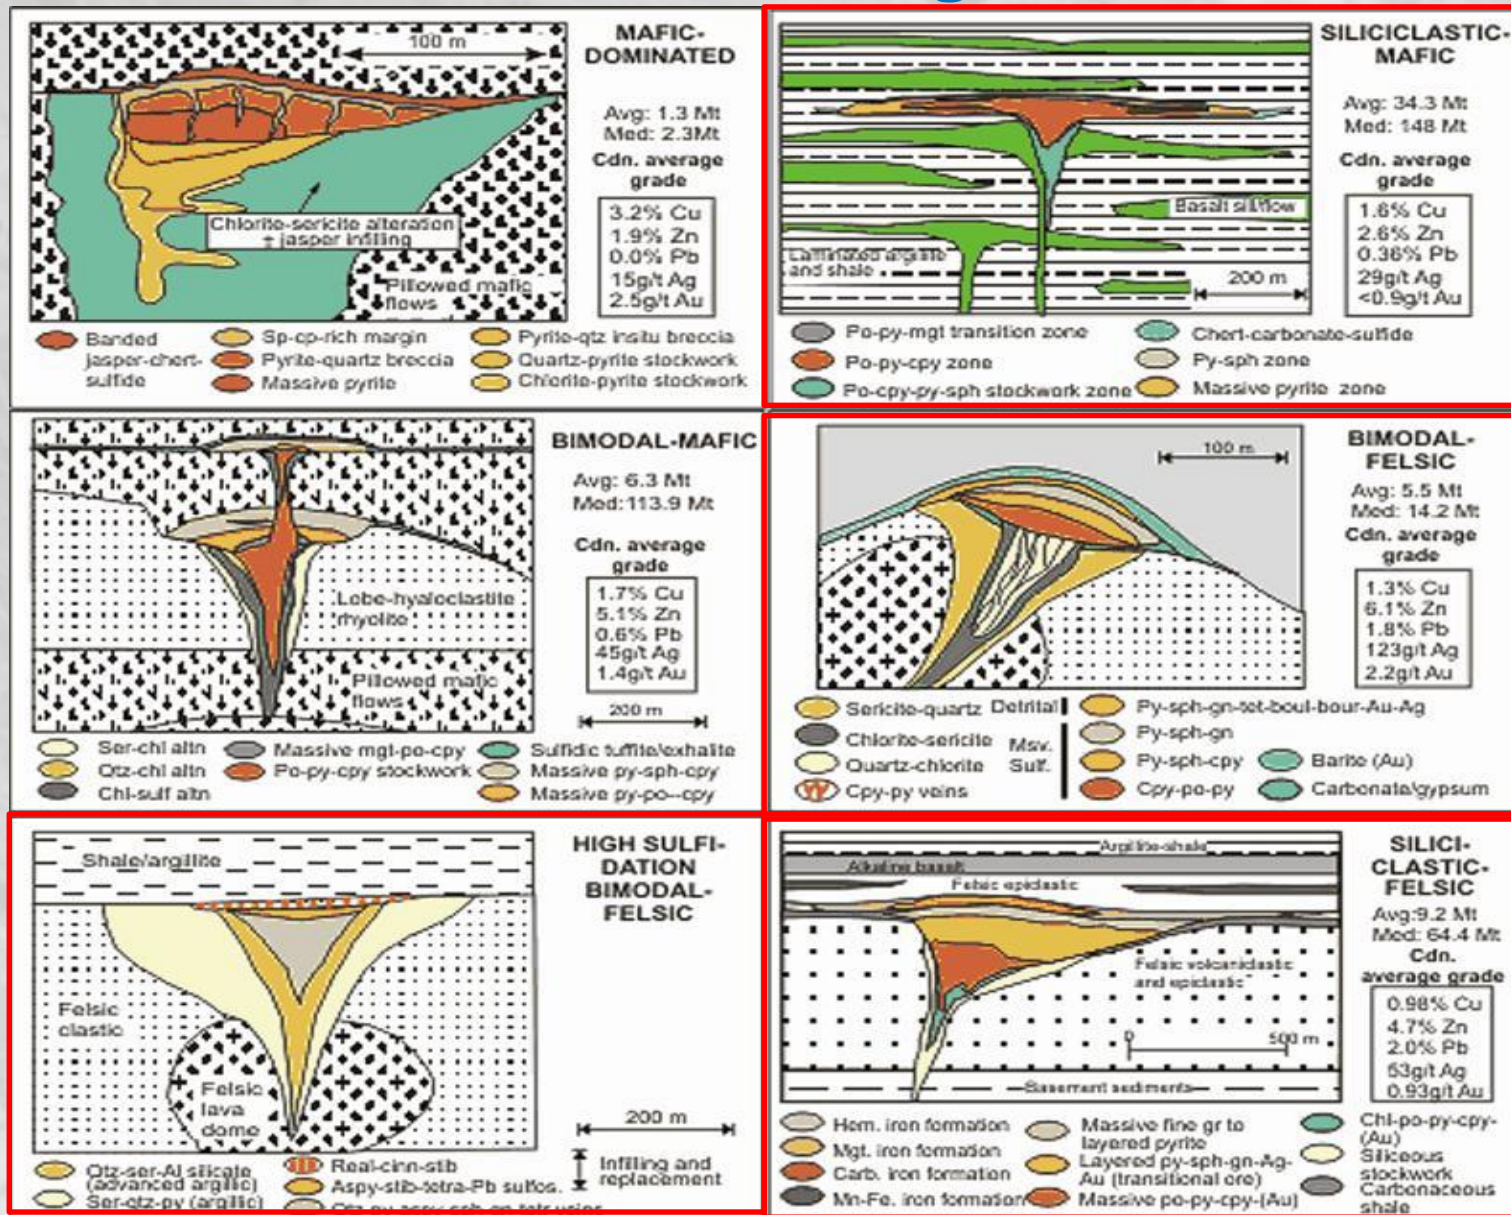 MAFIC-
DOMINATED
100 m
Avg: 1.3 Mt
Med: 2.3Mt
Cdn. average
grade
3.2% Cu
1.9% Zn
0.0% Pb
15g/t Ag
2.5g/t Au
Chlorite-sericite alteration
± jasper infilling
Pillowed mafic
flows
Banded
jasper-chert-
sulfide
Sp-cp-rich margin
Pyrite-quartz breccia
Massive pyrite
Pyrite-qtz insitu breccia
Quartz-pyrite stockwork
Chlorite-pyrite stockwork
SILICICLASTIC-
MAFIC
Avg: 34.3 Mt
Med: 148 Mt
Cdn. average
grade
1.6% Cu
2.6% Zn
0.36% Pb
29g/t Ag
<0.9g/t Au
Basalt sill/flow
Laminated argillite
and shale
200 m
Po-py-mgt transition zone
Po-py-cpy zone
Po-cpy-py-sph stockwork zone
Chert-carbonate-sulfide
Py-sph zone
Massive pyrite zone
BIMODAL-MAFIC
Avg: 6.3 Mt
Med:113.9 Mt
Cdn. average
grade
1.7% Cu
5.1% Zn
0.6% Pb
45g/t Ag
1.4g/t Au
200 m
Lobe-hyaloclastite
rhyolite
Pillowed mafic
flows
Ser-chl altn
Qtz-chl altn
Chl-sulf altn
Massive mgt-po-cpy
Po-py-cpy stockwork
Sulfidic tuffite/exhalite
Massive py-sph-cpy
Massive py-po--cpy
BIMODAL-
FELSIC
100 m
Avg: 5.5 Mt
Med: 14.2 Mt
Cdn. average
grade
1.3% Cu
6.1% Zn
1.8% Pb
123g/t Ag
2.2g/t Au
Sericite-quartz
Chlorite-sericite
Quartz-chlorite
Cpy-py veins
Detrital
Msv.
Sulf.
Py-sph-gn-tet-boul-bour-Au-Ag
Py-sph-gn
Py-sph-cpy
Cpy-po-py
Barite (Au)
Carbonate/gypsum
HIGH SULFI-
DATION
BIMODAL-
FELSIC
Shale/argillite
Felsic
clastic
Felsic
lava
dome
200 m
Infilling and
replacement
Qtz-ser-Al silicate
(advanced argillic)
Ser-qtz-py (argillic)
Real-cinn-stib
Aspy-stib-tetra-Pb sulfos.
SILICI-
CLASTIC-
FELSIC
Avg:9.2 Mt
Med: 64.4 Mt
Cdn.
average grade
0.98% Cu
4.7% Zn
2.0% Pb
53g/t Ag
0.93g/t Au
Argillite-shale
Alkaline basalt
Felsic epiclastic
Felsic volcaniclastic
and epiclastic
0
500 m
Basement sediments
Hem. iron formation
Mgt. iron formation
Carb. iron formation
Mn-Fe. iron formation
Massive fine gr to
layered pyrite
Layered py-sph-gn-Ag-
Au (transitional ore)
Massive po-py-cpy-(Au)
Chl-po-py-cpy-
(Au)
Siliceous
stockwork
Carbonaceous
shale